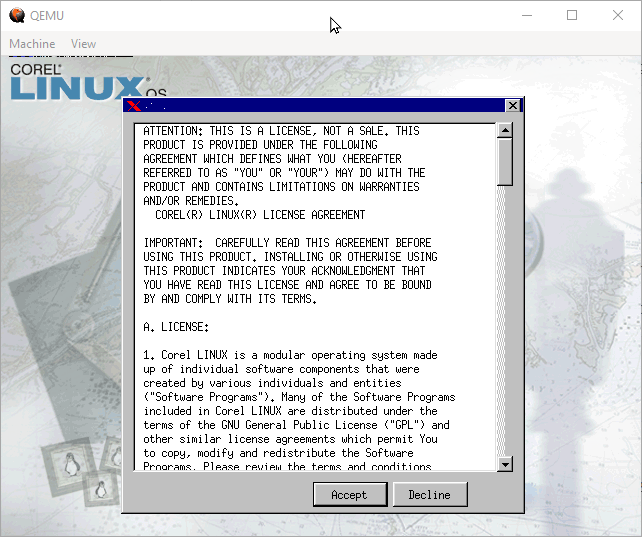 QEMU
Machine View
COREL
LINUX OS
ATTENTION: THIS IS A LICENSE, NOT A SALE. THIS
PRODUCT IS PROVIDED UNDER THE FOLLOWING
AGREEMENT WHICH DEFINES WHAT YOU (HEREAFTER
REFERRED TO AS "YOU" OR "YOUR") MAY DO WITH THE
PRODUCT AND CONTAINS LIMITATIONS ON WARRANTIES
AND/OR REMEDIES.
COREL(R) LINUX(R) LICENSE AGREEMENT
IMPORTANT: CAREFULLY READ THIS AGREEMENT BEFORE
USING THIS PRODUCT. INSTALLING OR OTHERWISE USING
THIS PRODUCT INDICATES YOUR ACKNOWLEDGMENT THAT
YOU HAVE READ THIS LICENSE AND AGREE TO BE BOUND
BY AND COMPLY WITH ITS TERMS.
A. LICENSE:
1. Corel LINUX is a modular operating system made
up of individual software components that were
created by various individuals and entities
("Software Programs"). Many of the Software Programs
included in Corel LINUX are distributed under the
terms of the GNU General Public License ("GPL") and
other similar license agreements which permit You
to copy, modify and redistribute the Software
Programs. Please review the terms and conditions
Accept Decline